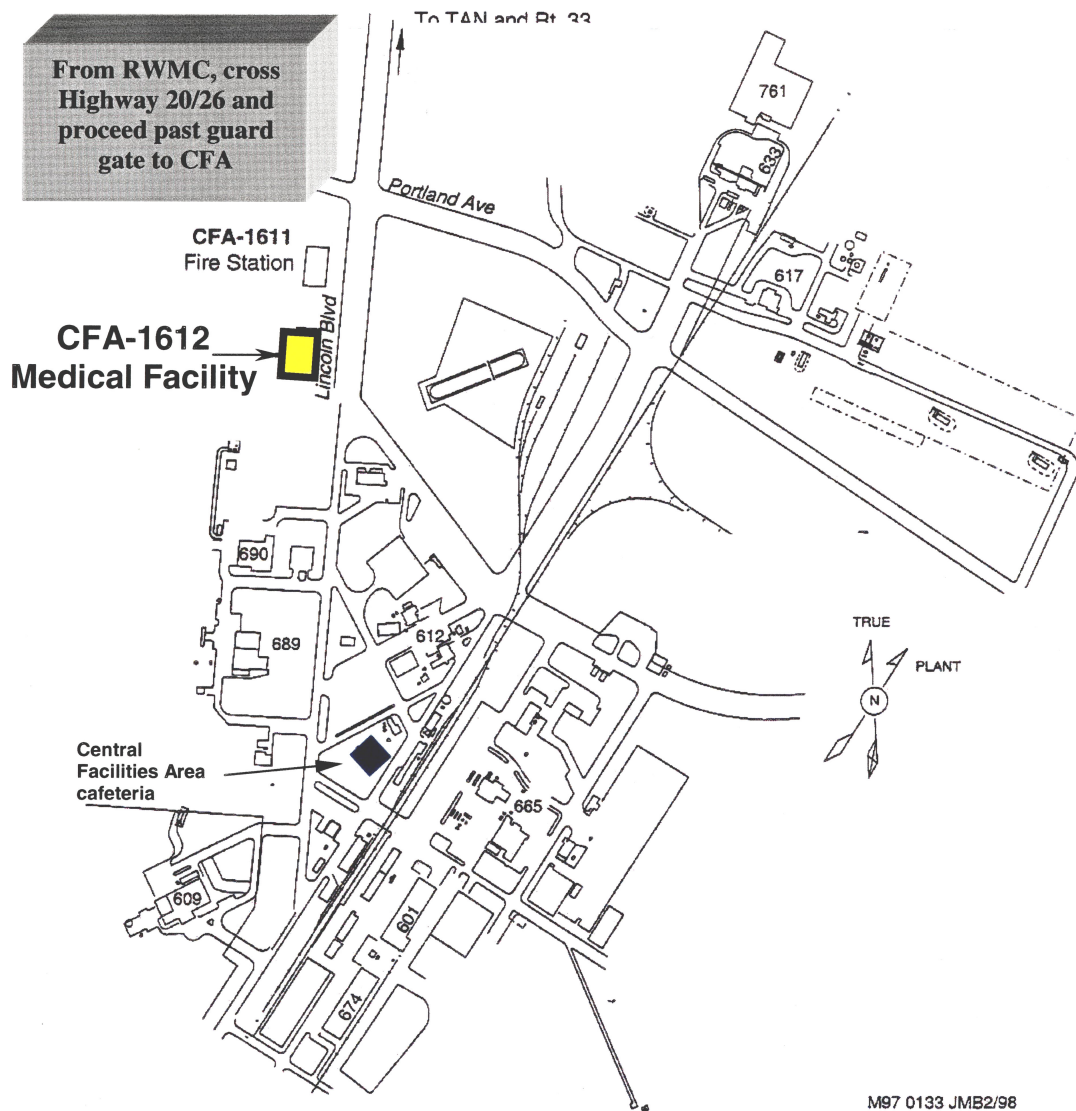 To TAN and Rt. 33
From RWMC, cross
Highway 20/26 and
proceed past guard
gate to CFA
761
633
Portland Ave
CFA-1611
Fire Station
617
CFA-1612
Medical Facility
Lincoln Blvd
690
689
612
TRUE
PLANT
N
Central
Facilities Area
cafeteria
665
609
601
674
M97 0133 JMB2/98